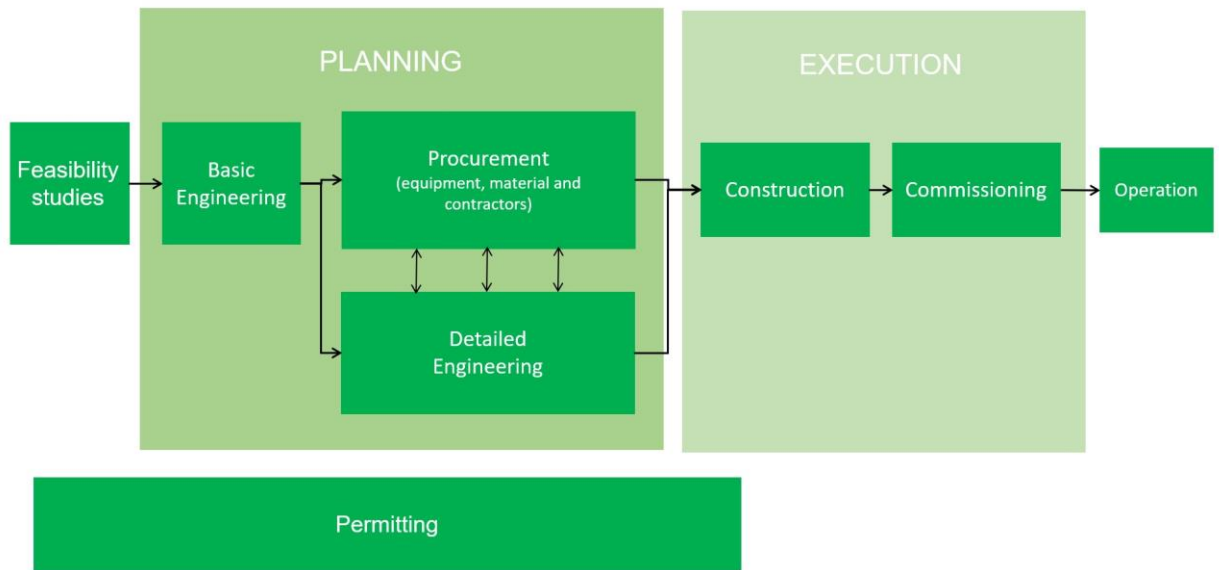 PLANNING
EXECUTION
Feasibility
studies
Basic
Engineering
Procurement
(equipment, material and
contractors)
Construction
Commissioning
Operation
Detailed
Engineering
Permitting